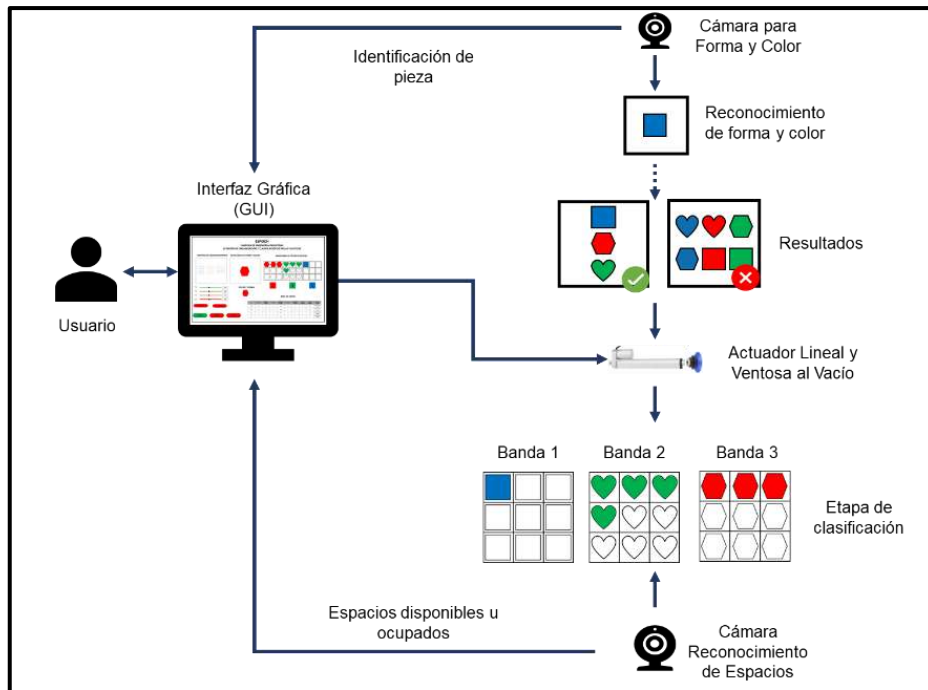 Cámara para
Forma y Color
Identificación de
pieza
Reconocimiento
de forma y color
Interfaz Gráfica
(GUI)
Resultados
Usuario
Actuador Lineal y
Ventosa al Vacío
Banda 1
Banda 2
Banda 3
Etapa de
clasificación
Espacios disponibles u
ocupados
Cámara
Reconocimiento
de Espacios